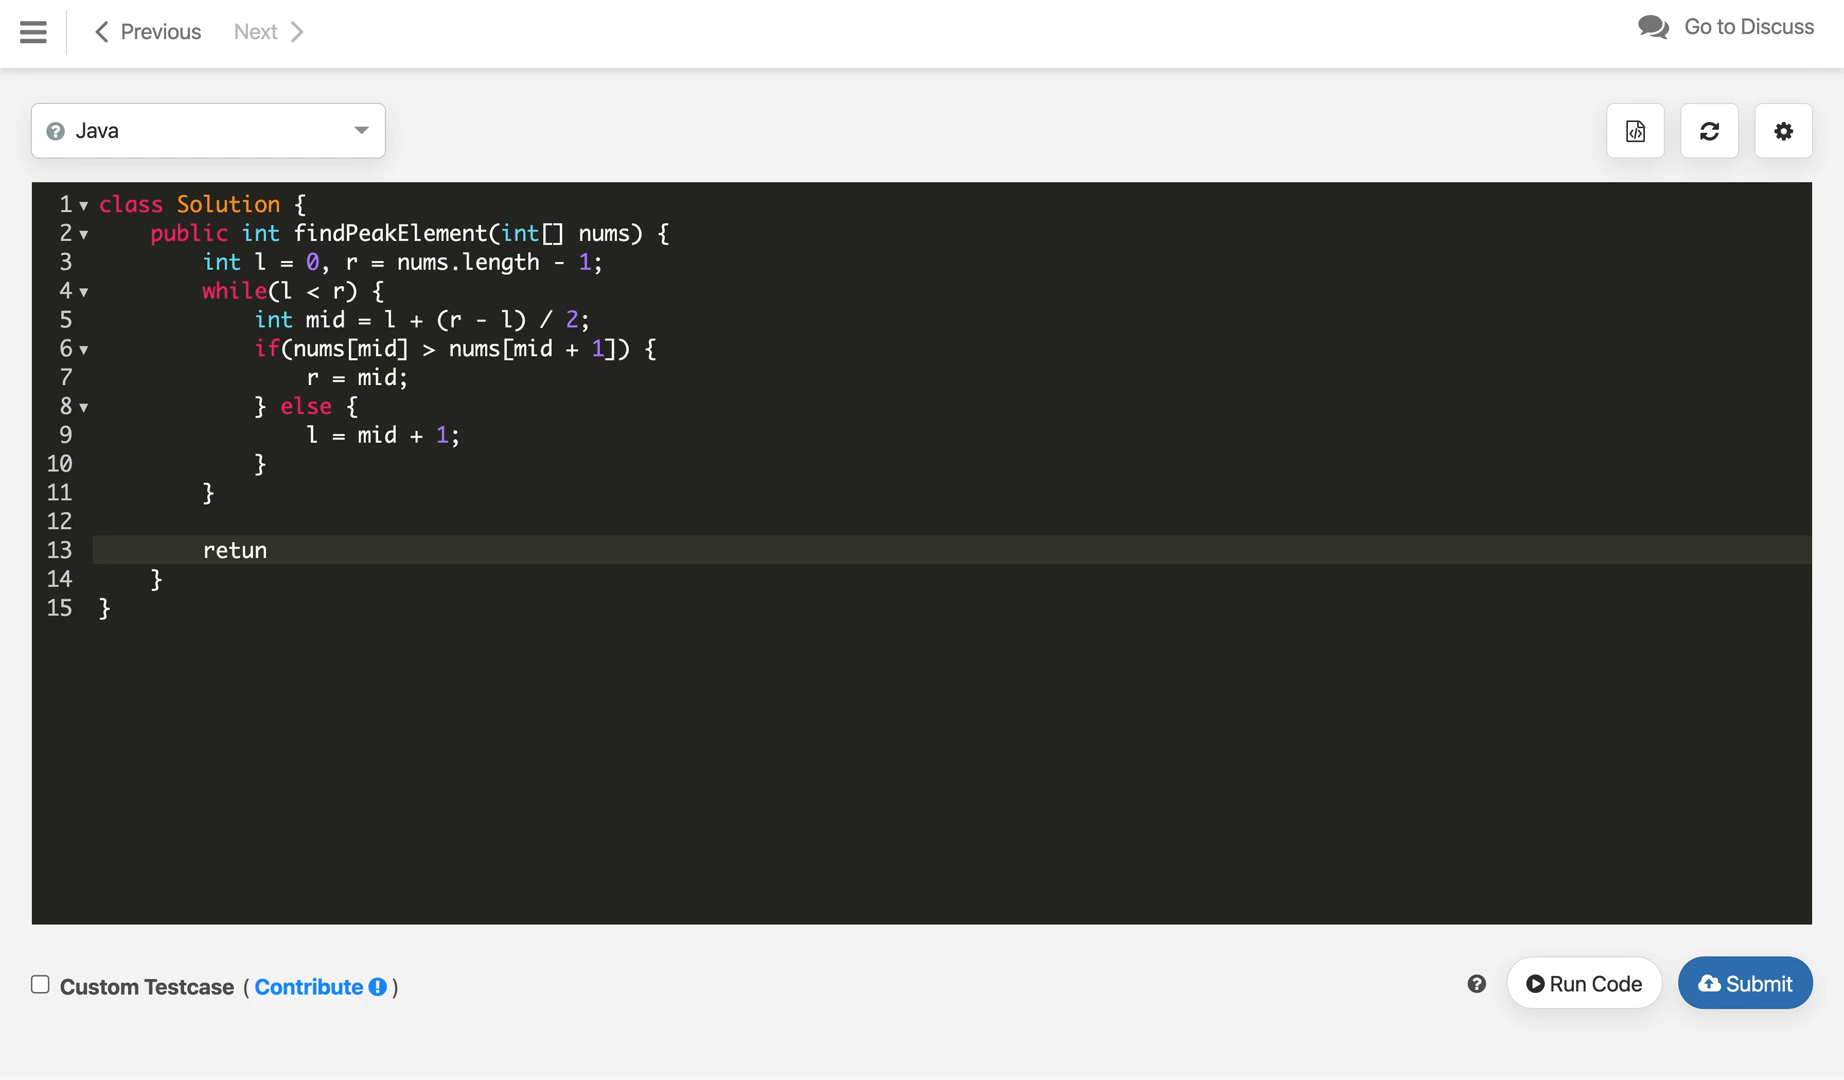 Previous Next Go to Discuss
Java
1 class Solution {
2     public int findPeakElement(int[] nums) {
3         int l = 0, r = nums.length - 1;
4         while(l < r) {
5             int mid = l + (r - l) / 2;
6             if(nums[mid] > nums[mid + 1]) {
7                 r = mid;
8             } else {
9                 l = mid + 1;
10             }
11         }
12
13         retun
14     }
15 }
Custom Testcase ( Contribute ) Run Code Submit